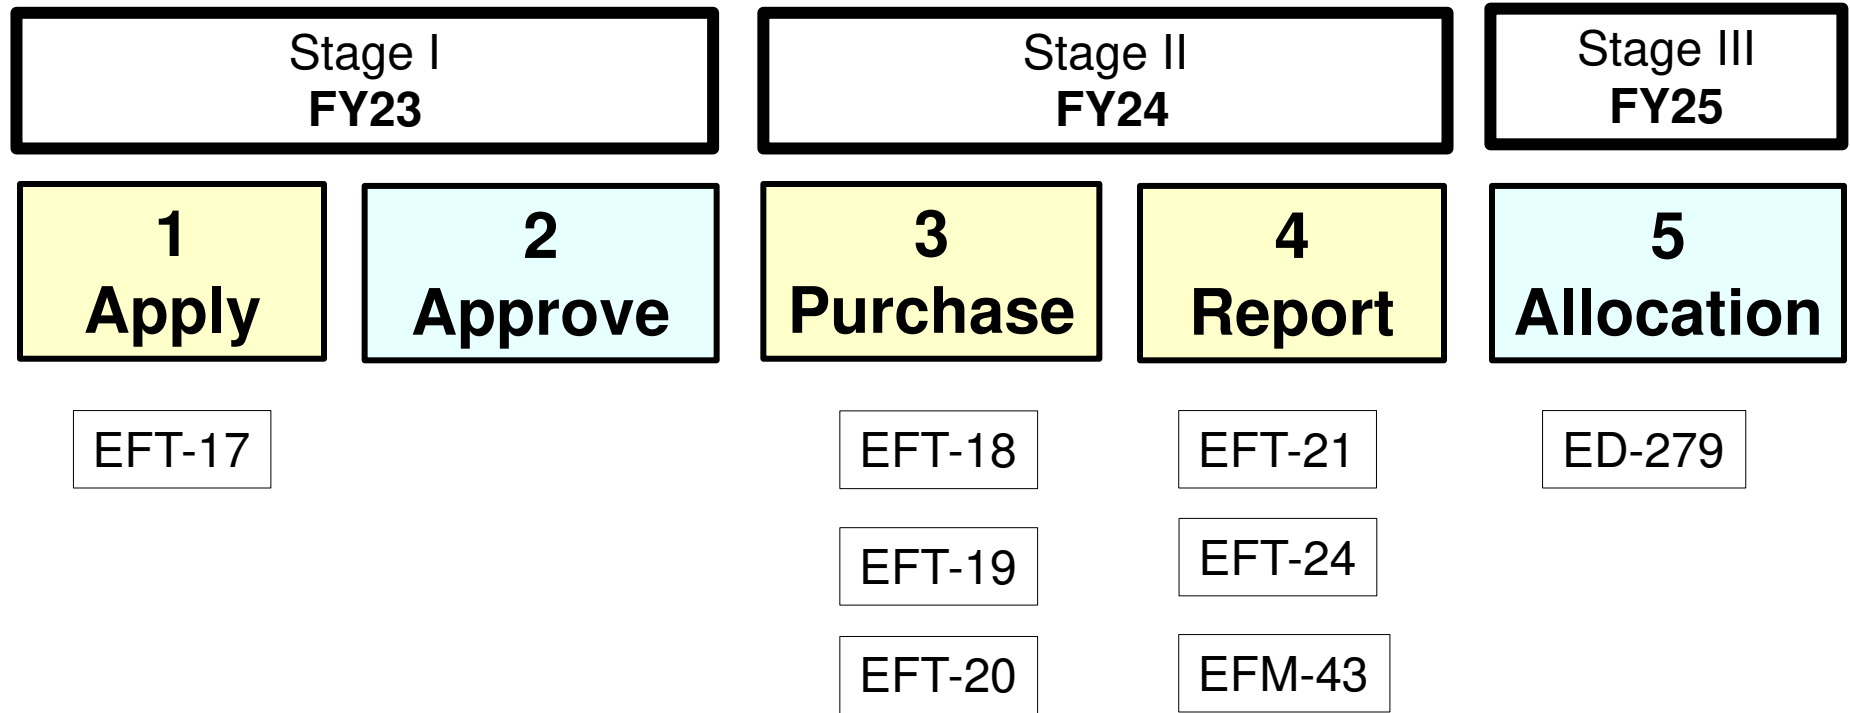 Stage I
FY23
Stage II
FY24
Stage III
FY25
1
Apply
2
Approve
3
Purchase
4
Report
5
Allocation
EFT-17
EFT-18
EFT-21
ED-279
EFT-19
EFT-24
EFT-20
EFM-43